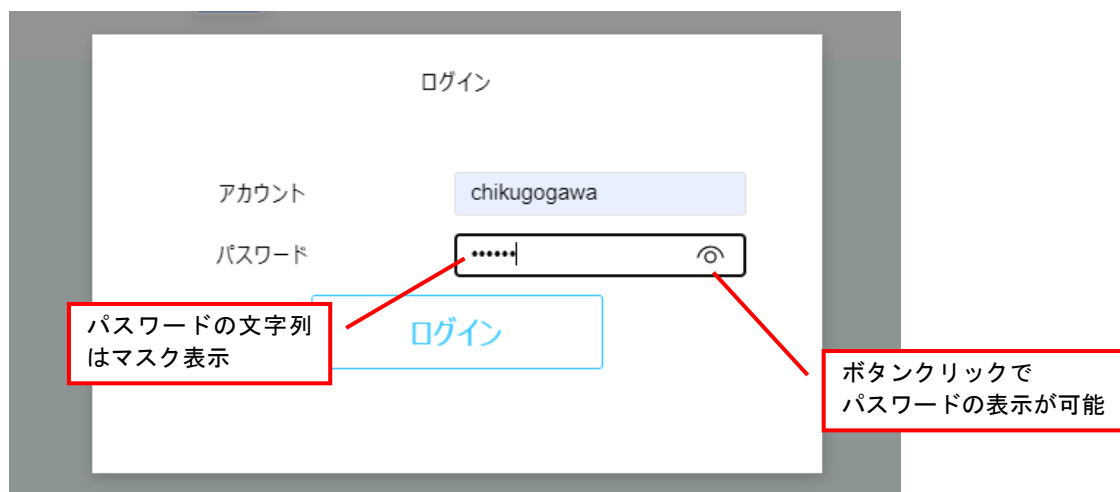 ログイン
アカウント
chikugogawa
パスワード
••••••
ログイン
パスワードの文字列
はマスク表示
ボタンクリックで
パスワードの表示が可能